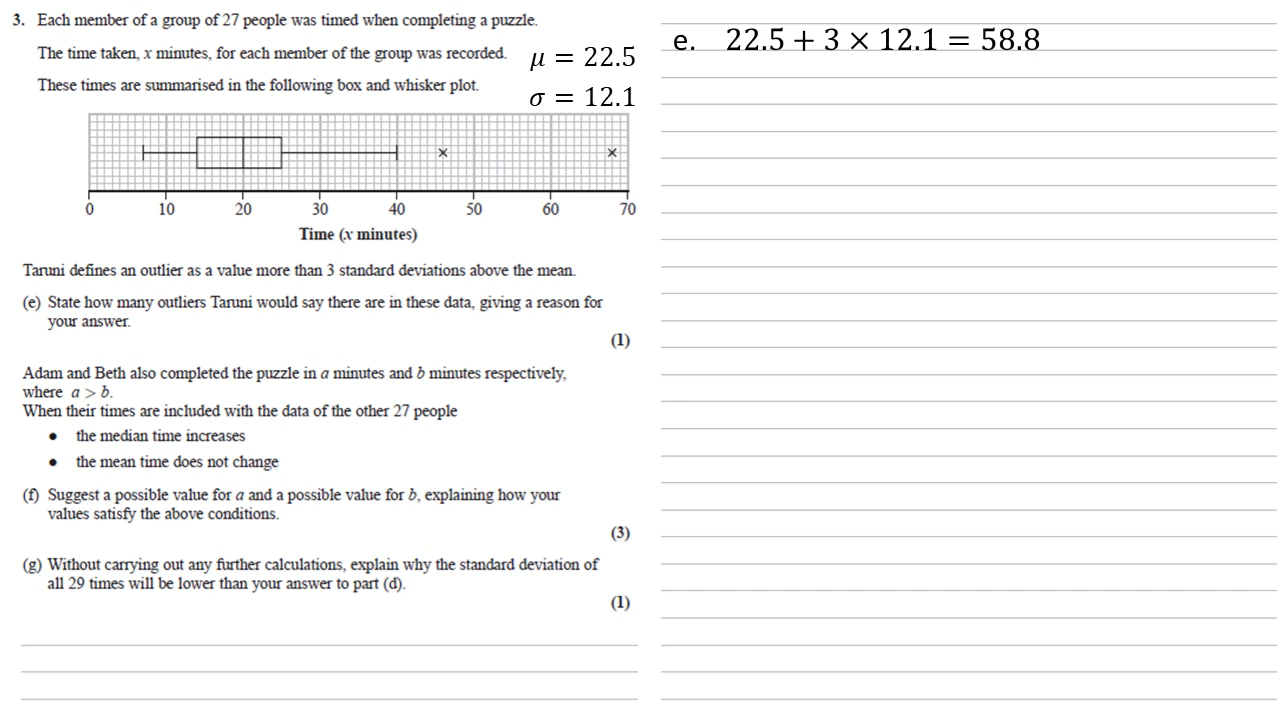 3. Each member of a group of 27 people was timed when completing a puzzle.
The time taken, x minutes, for each member of the group was recorded.
These times are summarised in the following box and whisker plot.
μ = 22.5
σ = 12.1
0 10 20 30 40 50 60 70
Time (x minutes)
Taruni defines an outlier as a value more than 3 standard deviations above the mean.
(e) State how many outliers Taruni would say there are in these data, giving a reason for
your answer.
(1)
Adam and Beth also completed the puzzle in a minutes and b minutes respectively,
where a > b.
When their times are included with the data of the other 27 people
• the median time increases
• the mean time does not change
(f) Suggest a possible value for a and a possible value for b, explaining how your
values satisfy the above conditions.
(3)
(g) Without carrying out any further calculations, explain why the standard deviation of
all 29 times will be lower than your answer to part (d).
(1)
e. 22.5 + 3 × 12.1 = 58.8